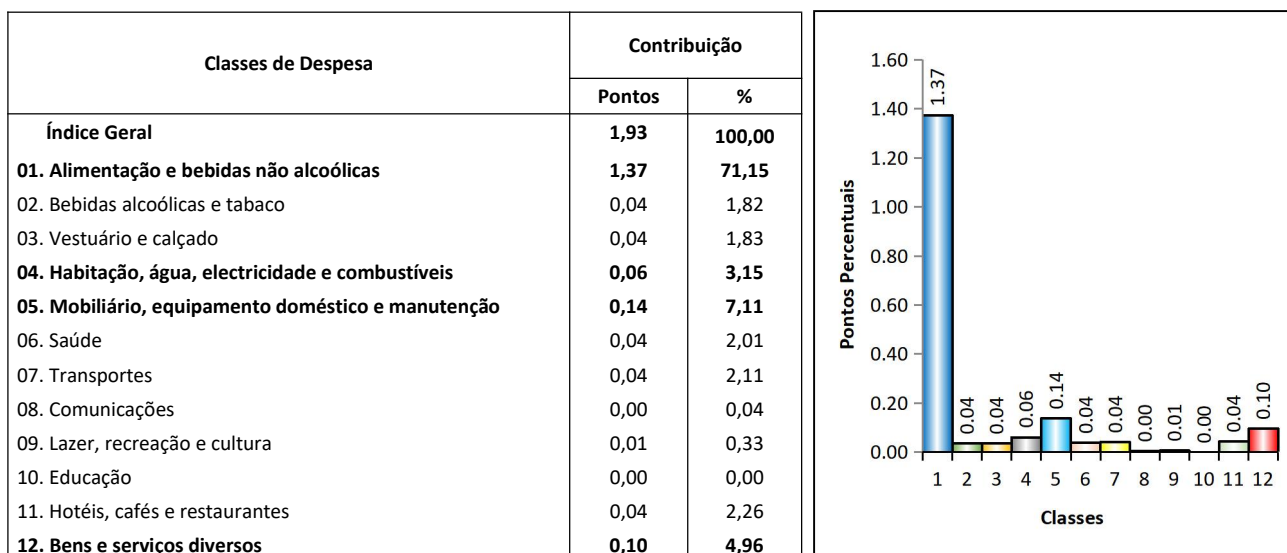 Classes de Despesa Contribuição
Pontos %
Índice Geral 1,93 100,00
01. Alimentação e bebidas não alcoólicas 1,37 71,15
02. Bebidas alcoólicas e tabaco 0,04 1,82
03. Vestuário e calçado 0,04 1,83
04. Habitação, água, electricidade e combustíveis 0,06 3,15
05. Mobiliário, equipamento doméstico e manutenção 0,14 7,11
06. Saúde 0,04 2,01
07. Transportes 0,04 2,11
08. Comunicações 0,00 0,04
09. Lazer, recreação e cultura 0,01 0,33
10. Educação 0,00 0,00
11. Hotéis, cafés e restaurantes 0,04 2,26
12. Bens e serviços diversos 0,10 4,96
Pontos Percentuais
1.60
1.40
1.20
1.00
0.80
0.60
0.40
0.20
0.00
1.37 0.04 0.04 0.06 0.14 0.04 0.04 0.00 0.01 0.00 0.04 0.10
1 2 3 4 5 6 7 8 9 10 11 12
Classes